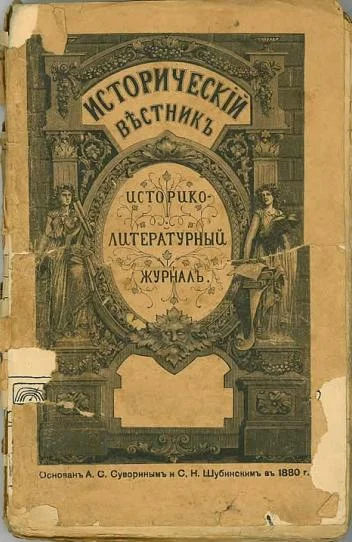 ИСТОРИЧЕСКІЙ
ВѢСТНИКЪ
ИСТОРИКО-
ЛИТЕРАТУРНЫЙ
ЖУРНАЛЪ.
Основанъ А. С. Суворинымъ и С. Н. Шубинскимъ въ 1880 г.